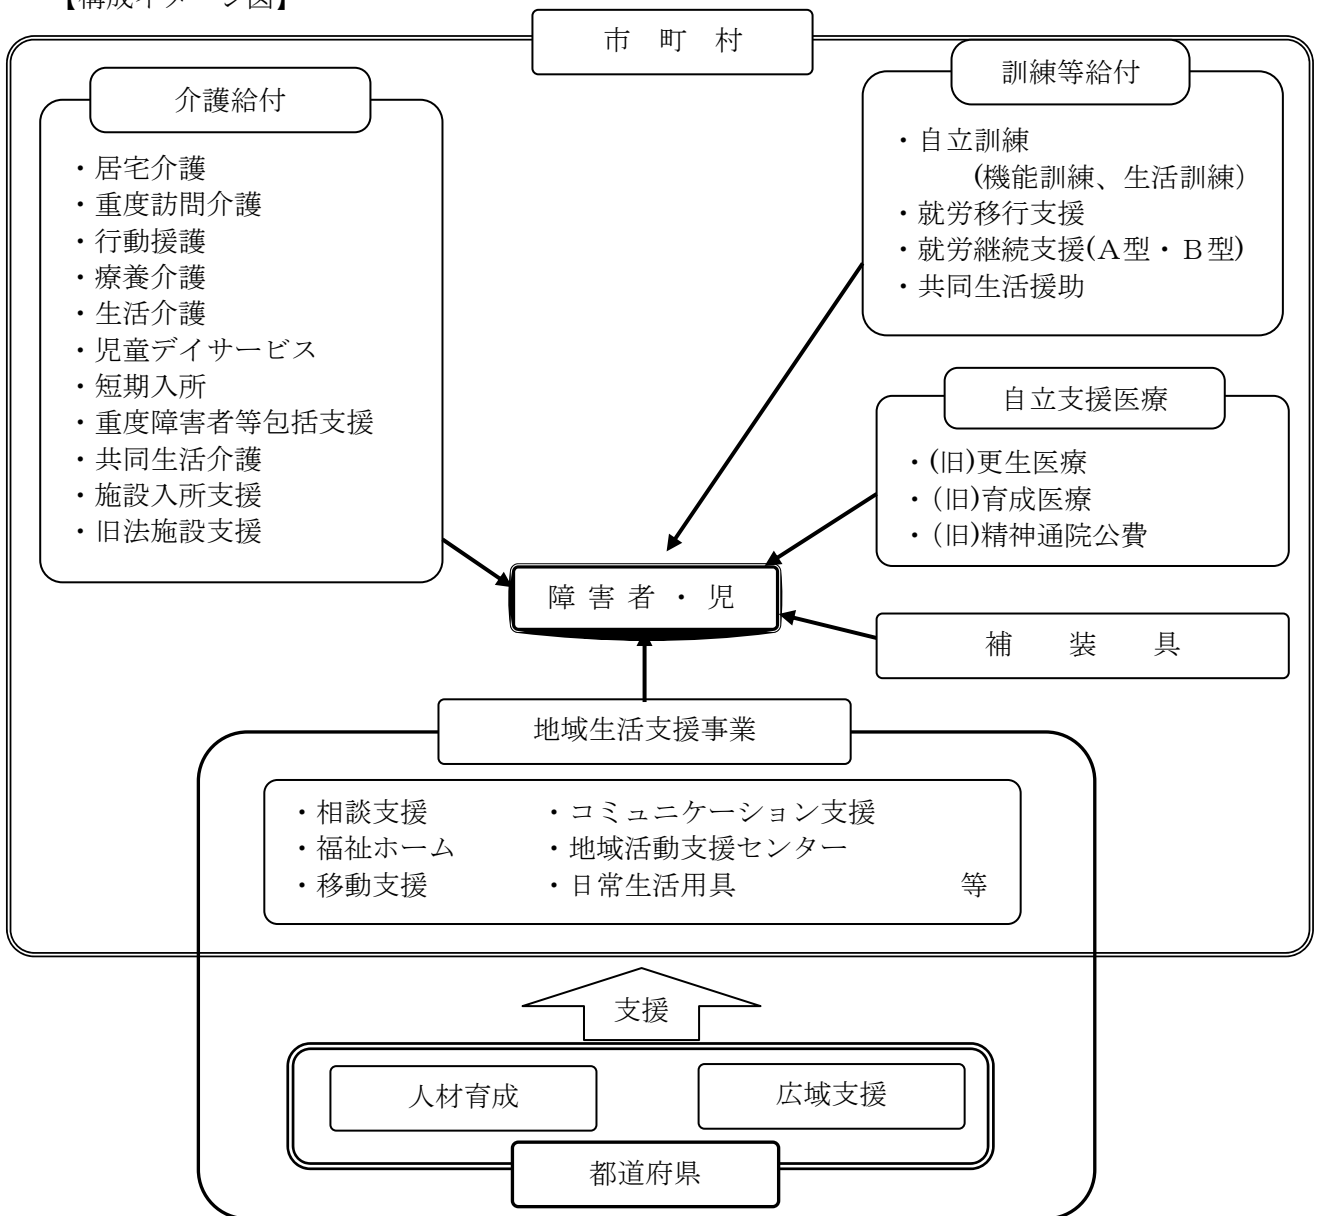 【構成イメージ図】
市　町　村
介護給付
・居宅介護
・重度訪問介護
・行動援護
・療養介護
・生活介護
・児童デイサービス
・短期入所
・重度障害者等包括支援
・共同生活介護
・施設入所支援
・旧法施設支援
訓練等給付
・自立訓練
(機能訓練、生活訓練）
・就労移行支援
・就労継続支援(Ａ型・Ｂ型)
・共同生活援助
自立支援医療
・(旧)更生医療
・（旧)育成医療
・（旧)精神通院公費
障 害 者 ・ 児
補　装　具
地域生活支援事業
・相談支援　・コミュニケーション支援
・福祉ホーム　・地域活動支援センター
・移動支援　・日常生活用具　等
支援
人材育成　広域支援
都道府県